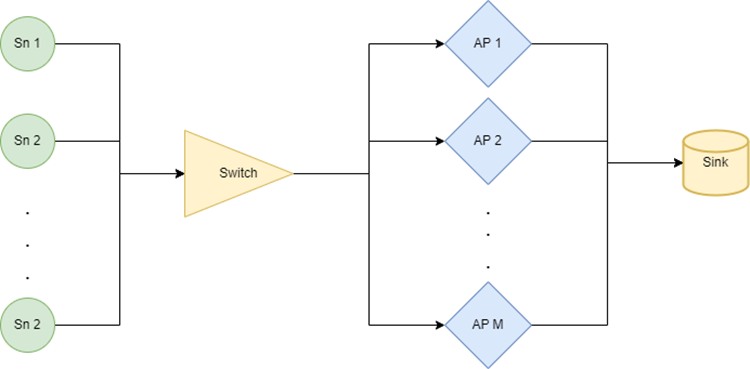 Sn 1
Sn 2
Sn 2
Switch
AP 1
AP 2
AP M
Sink